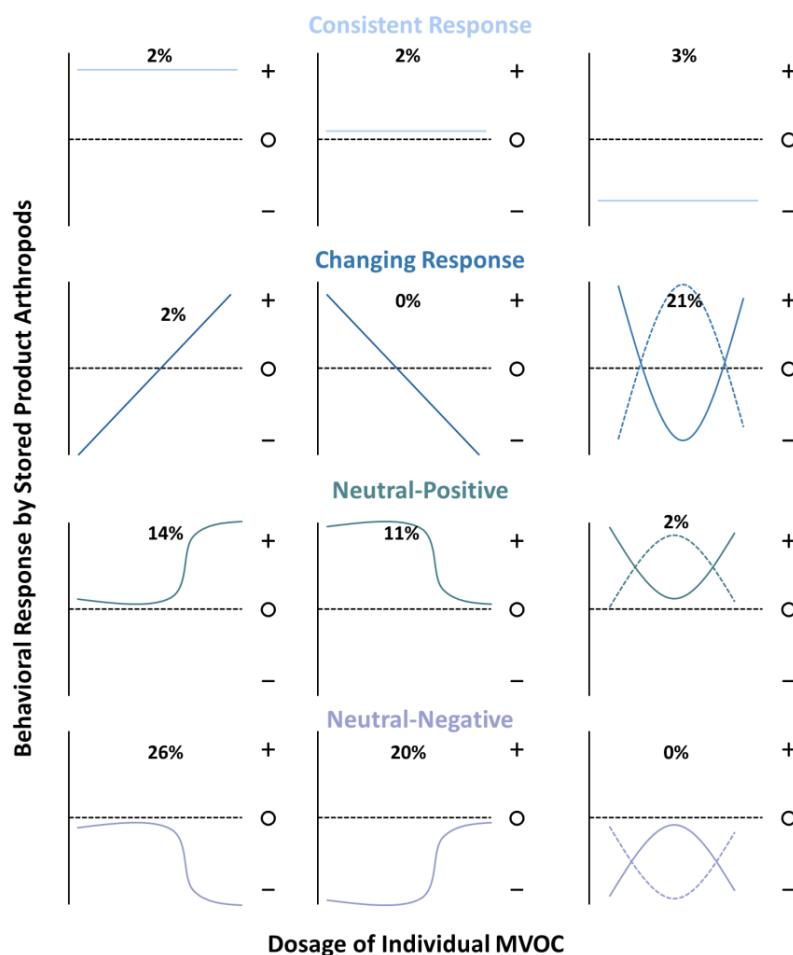 Consistent Response
2%
2%
3%
+
+
+
O
O
O
–
–
–
Changing Response
2%
0%
21%
+
+
+
O
O
O
–
–
–
Neutral-Positive
14%
11%
2%
+
+
+
O
O
O
–
–
–
Neutral-Negative
26%
20%
0%
+
+
+
O
O
O
–
–
–
Behavioral Response by Stored Product Arthropods
Dosage of Individual MVOC